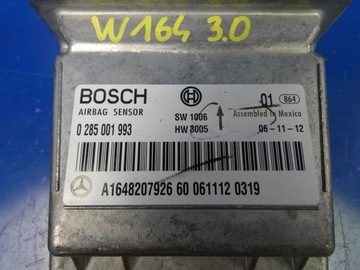 W164 3.0
BOSCH
AIRBAG SENSOR
0 285 001 993
SW 1006
HW 3005
01 864
Assembled in Mexico
06-11-12
A1648207926 60 061112 0319